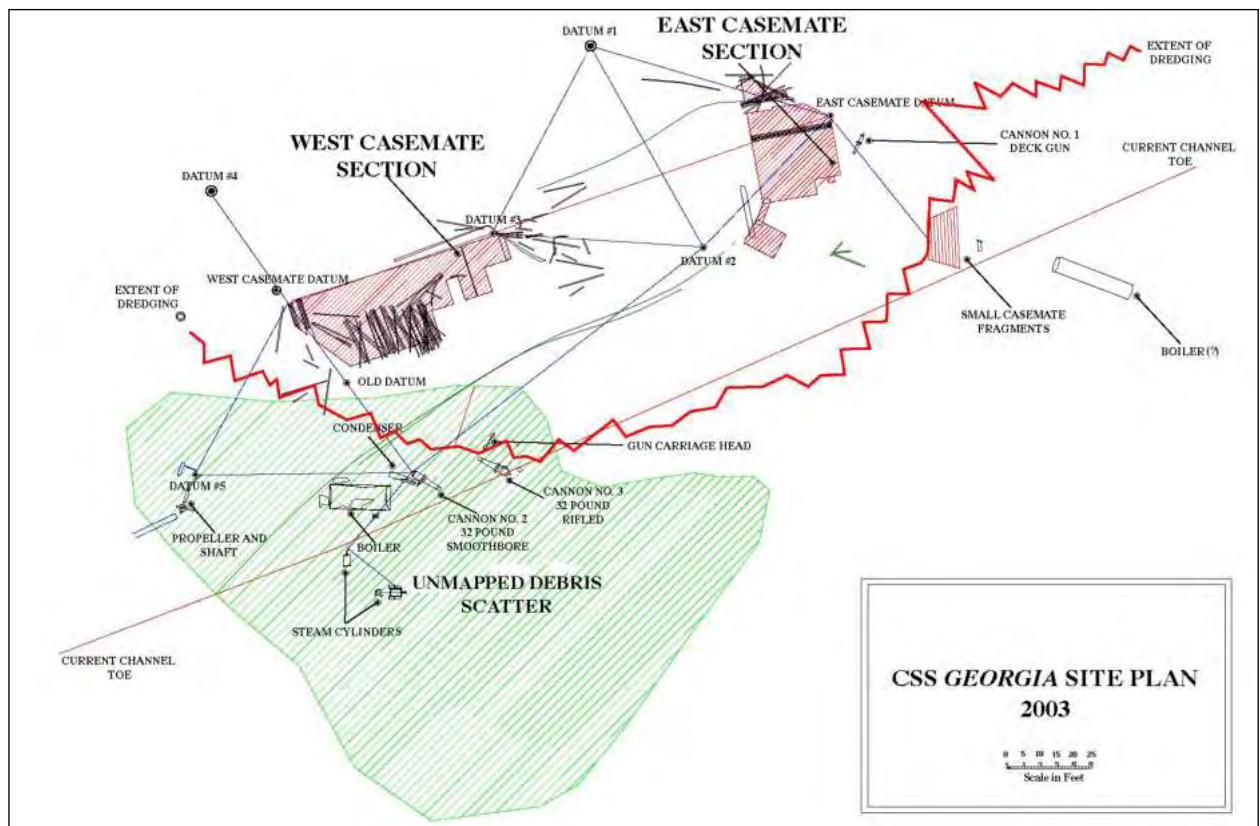 DATUM #1
EAST CASEMATE
SECTION
EXTENT OF
DREDGING
EAST CASEMATE DATUM
CANNON NO. 1
DECK GUN
CURRENT CHANNEL
TOE
WEST CASEMATE
SECTION
DATUM #4
DATUM #3
DATUM #2
WEST CASEMATE DATUM
EXTENT OF
DREDGING
SMALL CASEMATE
FRAGMENTS
BOILER (?)
OLD DATUM
CONDENSER
GUN CARRIAGE HEAD
DATUM #5
CANNON NO. 3
32 POUND
RIFLED
CANNON NO. 2
32 POUND
SMOOTHBORE
PROPELLER AND
SHAFT
BOILER
UNMAPPED DEBRIS
SCATTER
STEAM CYLINDERS
CURRENT CHANNEL
TOE
CSS GEORGIA SITE PLAN
2003
0 5 10 15 20 25
Scale in Feet